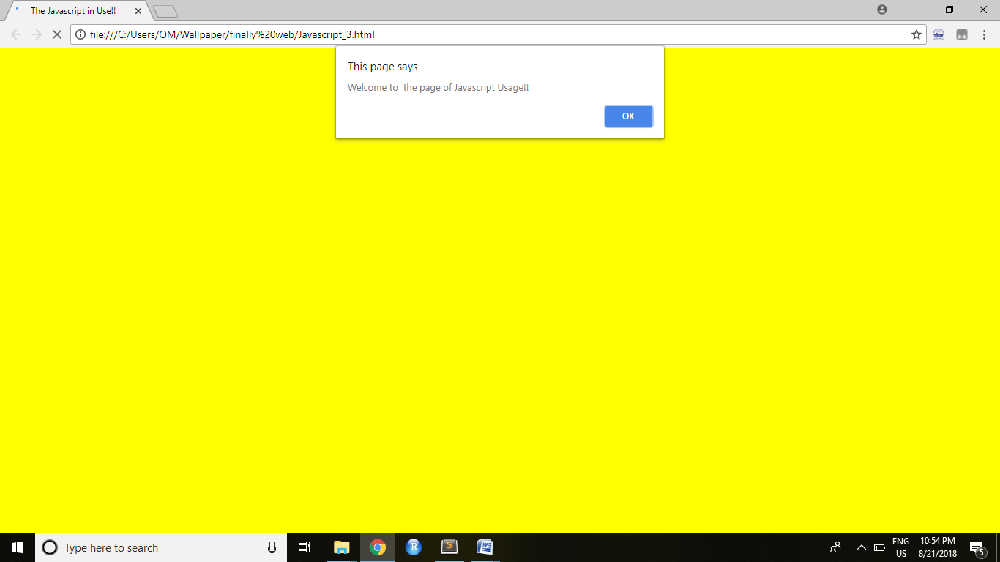 The Javascript in Use!!
file:///C:/Users/OM/Wallpaper/finally%20web/Javascript_3.html
This page says
Welcome to  the page of Javascript Usage!!
OK
Type here to search
R
S
W
ENG
US
10:54 PM
8/21/2018
5